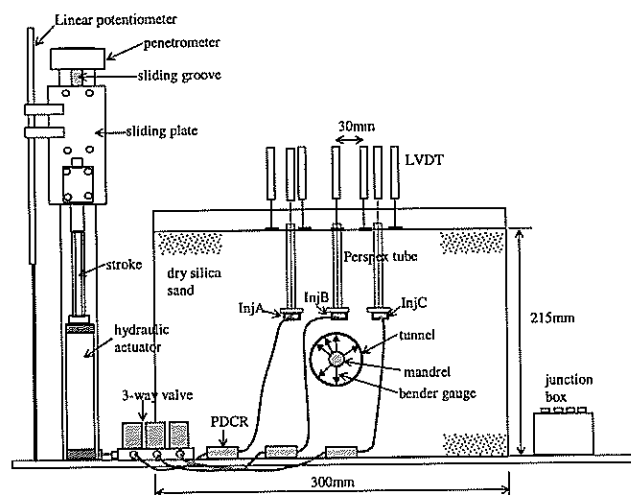 Linear potentiometer
penetrometer
sliding groove
sliding plate
30mm
LVDT
stroke
dry silica
sand
Perspex tube
InjA
InjB
InjC
hydraulic
actuator
tunnel
mandrel
bender gauge
215mm
3-way valve
PDCR
junction
box
300mm